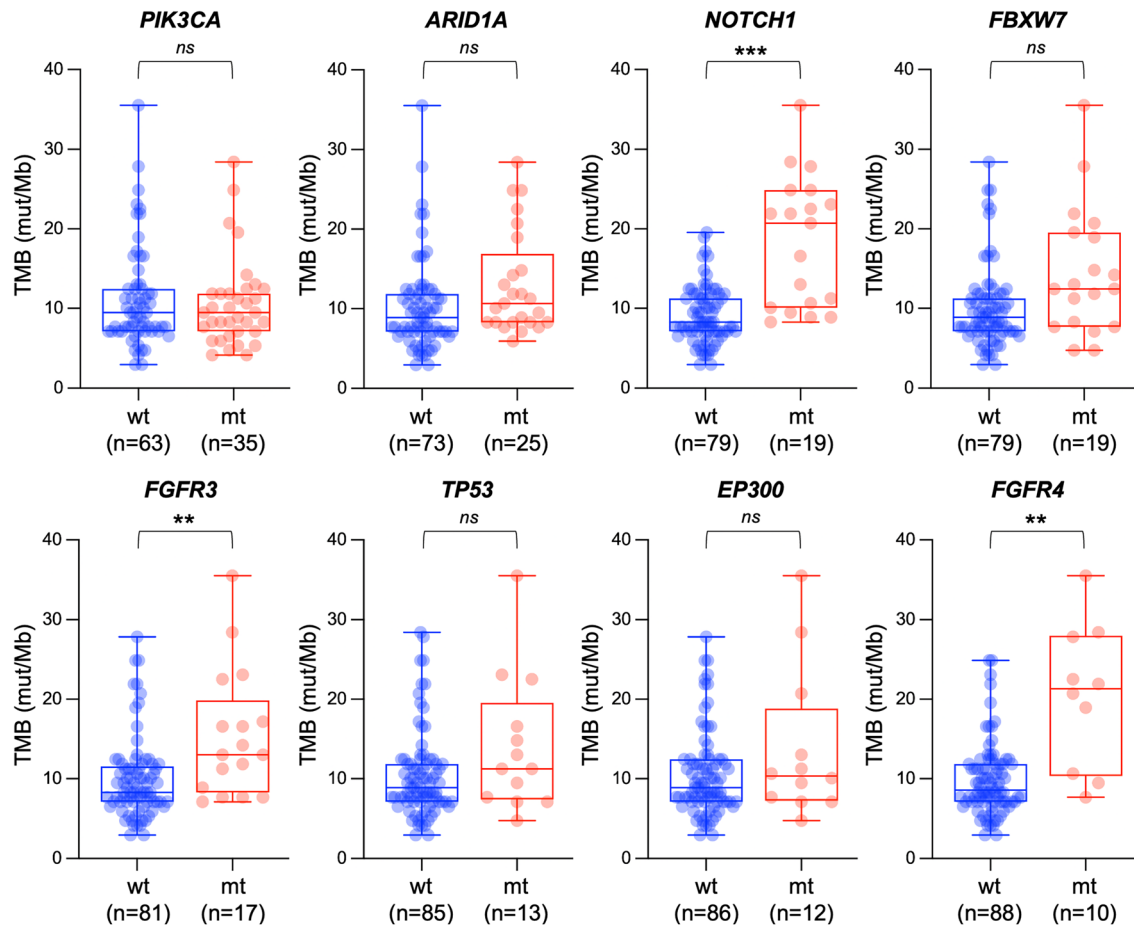 PIK3CA
ns
40
30
20
10
0
TMB (mut/Mb)
wt
(n=63)
mt
(n=35)
ARID1A
ns
40
30
20
10
0
TMB (mut/Mb)
wt
(n=73)
mt
(n=25)
NOTCH1
***
40
30
20
10
0
TMB (mut/Mb)
wt
(n=79)
mt
(n=19)
FBXW7
ns
40
30
20
10
0
TMB (mut/Mb)
wt
(n=79)
mt
(n=19)
FGFR3
**
40
30
20
10
0
TMB (mut/Mb)
wt
(n=81)
mt
(n=17)
TP53
ns
40
30
20
10
0
TMB (mut/Mb)
wt
(n=85)
mt
(n=13)
EP300
ns
40
30
20
10
0
TMB (mut/Mb)
wt
(n=86)
mt
(n=12)
FGFR4
**
40
30
20
10
0
TMB (mut/Mb)
wt
(n=88)
mt
(n=10)